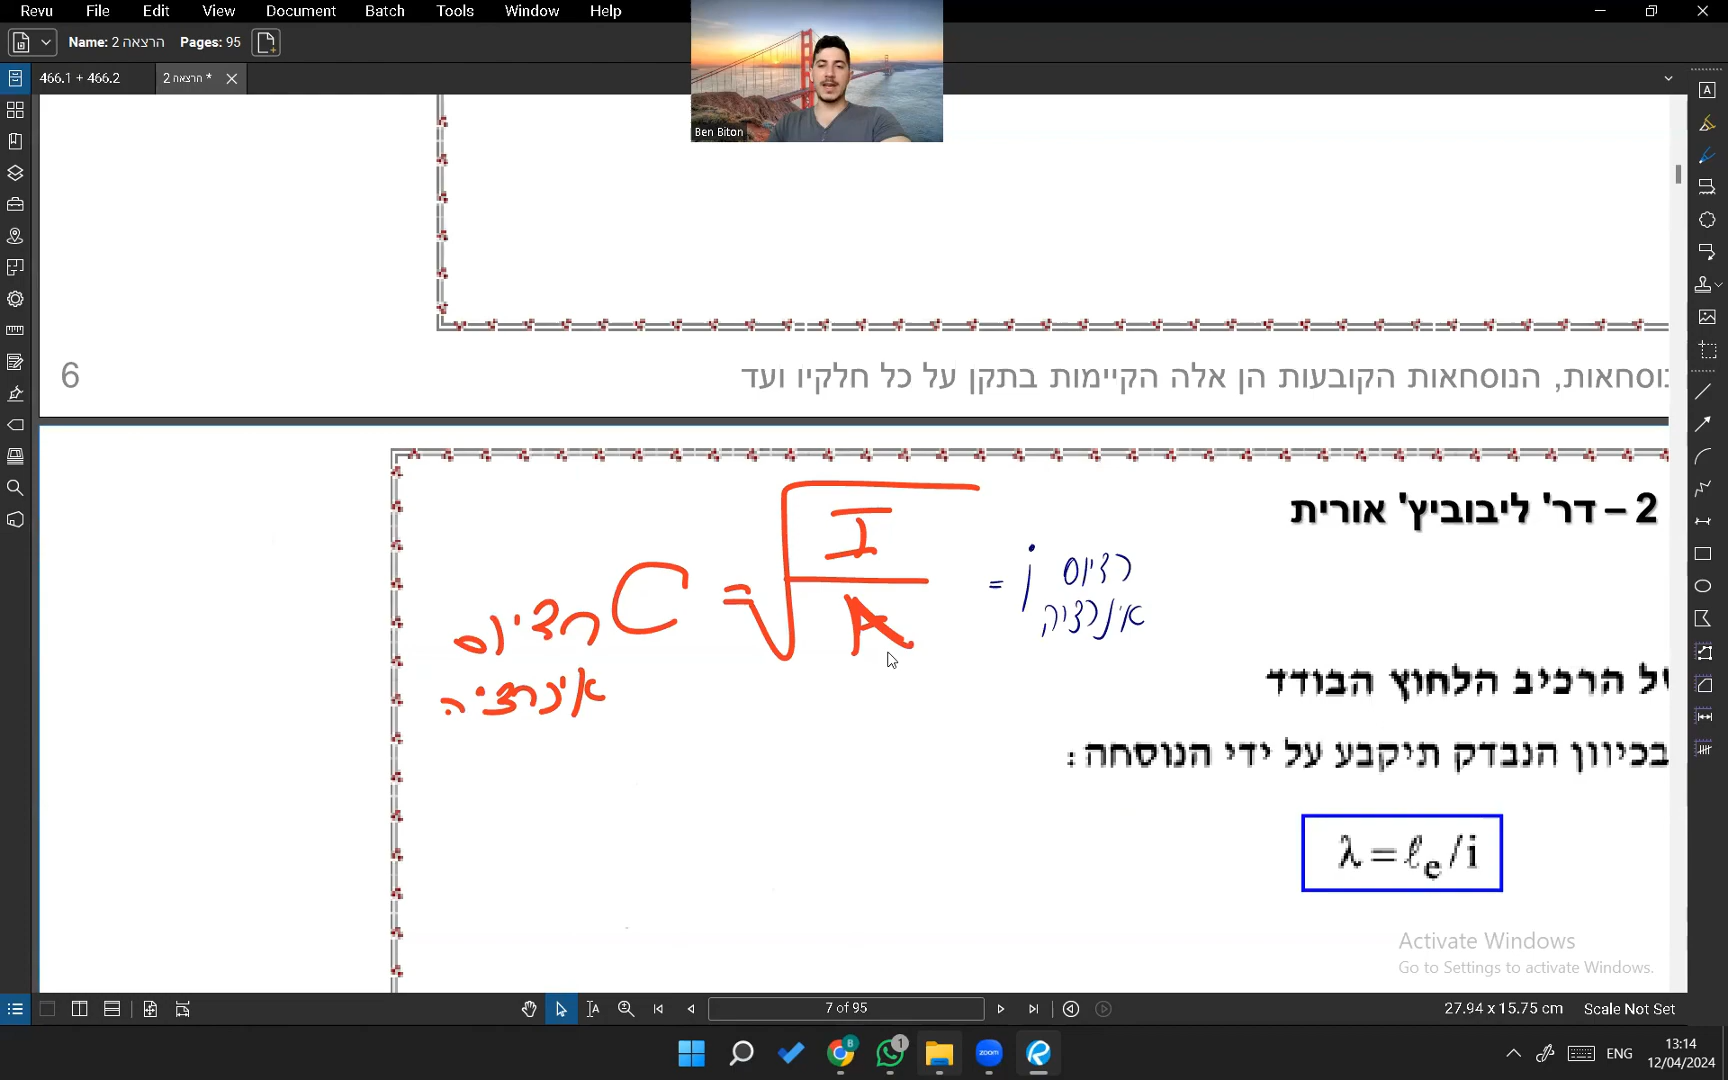 Revu File Edit View Document Batch Tools Window Help
Name: הרצאה 2 Pages: 95
466.1 + 466.2
הרצאה 2 *
Ben Biton
נוסחאות, הנוסחאות הקובעות הן אלה הקיימות בתקן על כל חלקיו ועד
6
2 – דר' ליבוביץ' אורית
C = √ I / A = i
רדיוס
אינרציה
רדיוס
אינרציה
של הרכיב הלחוץ הבודד
בכיוון הנבדק תיקבע על ידי הנוסחה:
λ=ℓe/i
Activate Windows
Go to Settings to activate Windows.
7 of 95
27.94 x 15.75 cm Scale Not Set
B
1
zoom
ENG
13:14
12/04/2024